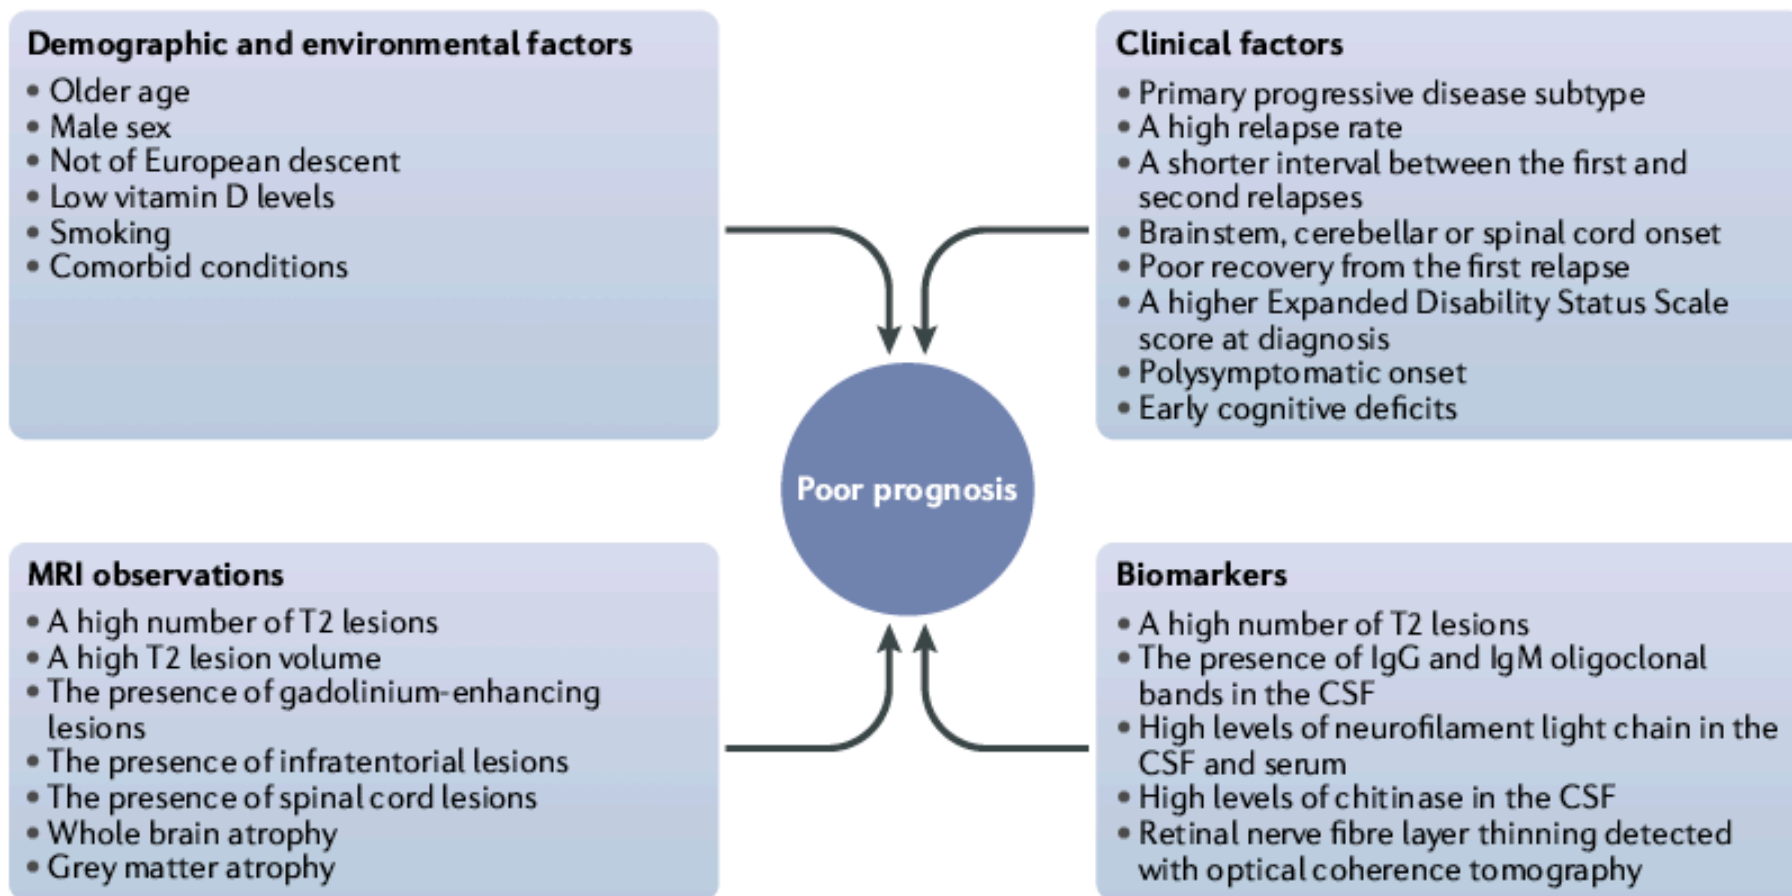 Demographic and environmental factors
• Older age
• Male sex
• Not of European descent
• Low vitamin D levels
• Smoking
• Comorbid conditions
Clinical factors
• Primary progressive disease subtype
• A high relapse rate
• A shorter interval between the first and
second relapses
• Brainstem, cerebellar or spinal cord onset
• Poor recovery from the first relapse
• A higher Expanded Disability Status Scale
score at diagnosis
• Polysymptomatic onset
• Early cognitive deficits
Poor prognosis
MRI observations
• A high number of T2 lesions
• A high T2 lesion volume
• The presence of gadolinium-enhancing
lesions
• The presence of infratentorial lesions
• The presence of spinal cord lesions
• Whole brain atrophy
• Grey matter atrophy
Biomarkers
• A high number of T2 lesions
• The presence of IgG and IgM oligoclonal
bands in the CSF
• High levels of neurofilament light chain in the
CSF and serum
• High levels of chitinase in the CSF
• Retinal nerve fibre layer thinning detected
with optical coherence tomography